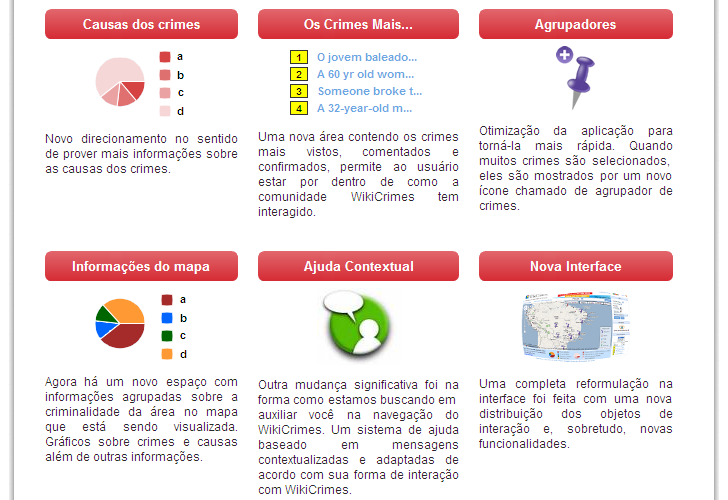 Causas dos crimes
a
b
c
d
Novo direcionamento no sentido
de prover mais informações sobre
as causas dos crimes.
Os Crimes Mais...
1 O jovem baleado...
2 A 60 yr old wom...
3 Someone broke t...
4 A 32-year-old m...
Uma nova área contendo os crimes
mais vistos, comentados e
confirmados, permite ao usuário
estar por dentro de como a
comunidade WikiCrimes tem
interagido.
Agrupadores
Otimização da aplicação para
torná-la mais rápida. Quando
muitos crimes são selecionados,
eles são mostrados por um novo
ícone chamado de agrupador de
crimes.
Informações do mapa
a
b
c
d
Agora há um novo espaço com
informações agrupadas sobre a
criminalidade da área no mapa
que está sendo visualizada.
Gráficos sobre crimes e causas
além de outras informações.
Ajuda Contextual
Outra mudança significativa foi na
forma como estamos buscando em
auxiliar você na navegação do
WikiCrimes. Um sistema de ajuda
baseado em mensagens
contextualizadas e adaptadas de
acordo com sua forma de interação
com WikiCrimes.
Nova Interface
Uma completa reformulação na
interface foi feita com uma nova
distribuição dos objetos de
interação e, sobretudo, novas
funcionalidades.